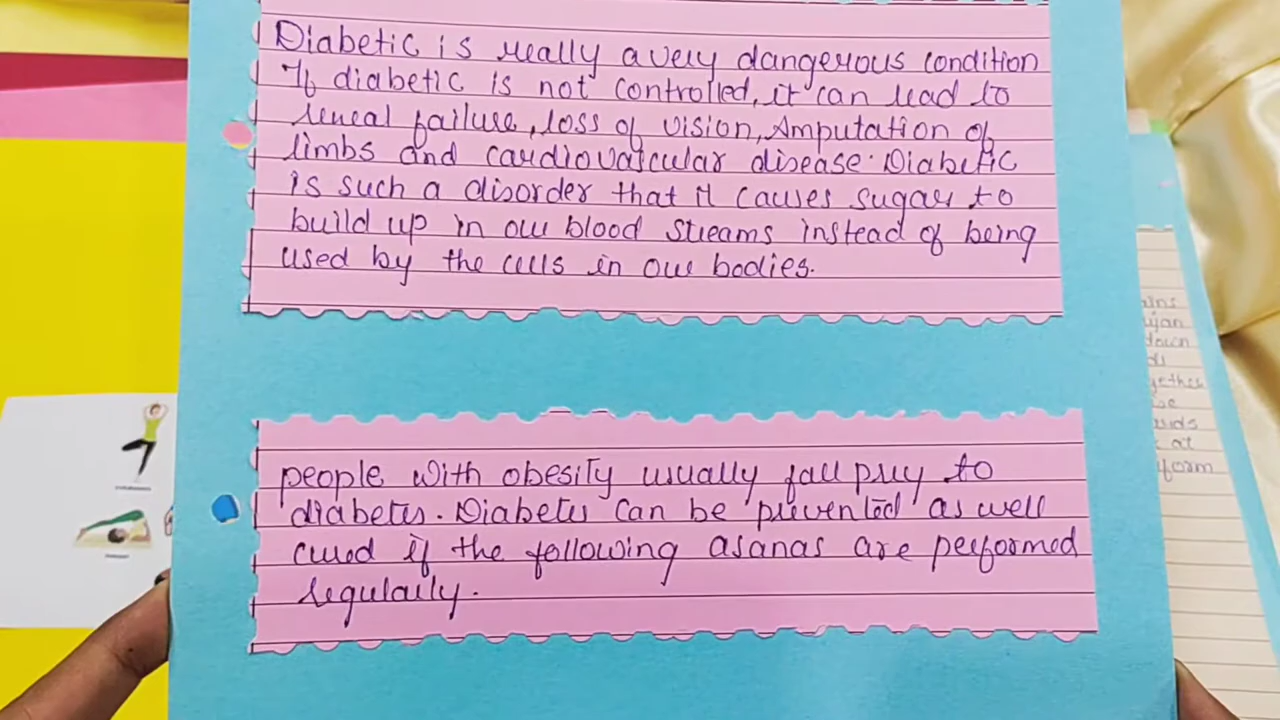 Diabetic is really a very dangerous condition
If diabetic is not controlled, it can lead to
reneal failure, loss of vision, Amputation of
limbs and cardiovascular disease. Diabetic
is such a disorder that it causes sugar to
build up in our blood streams instead of being
used by the cells in our bodies.
people with obesity usually fall prey to
diabetes. Diabetes can be prevented as well
cured if the following asanas are performed
regularly.
down
at